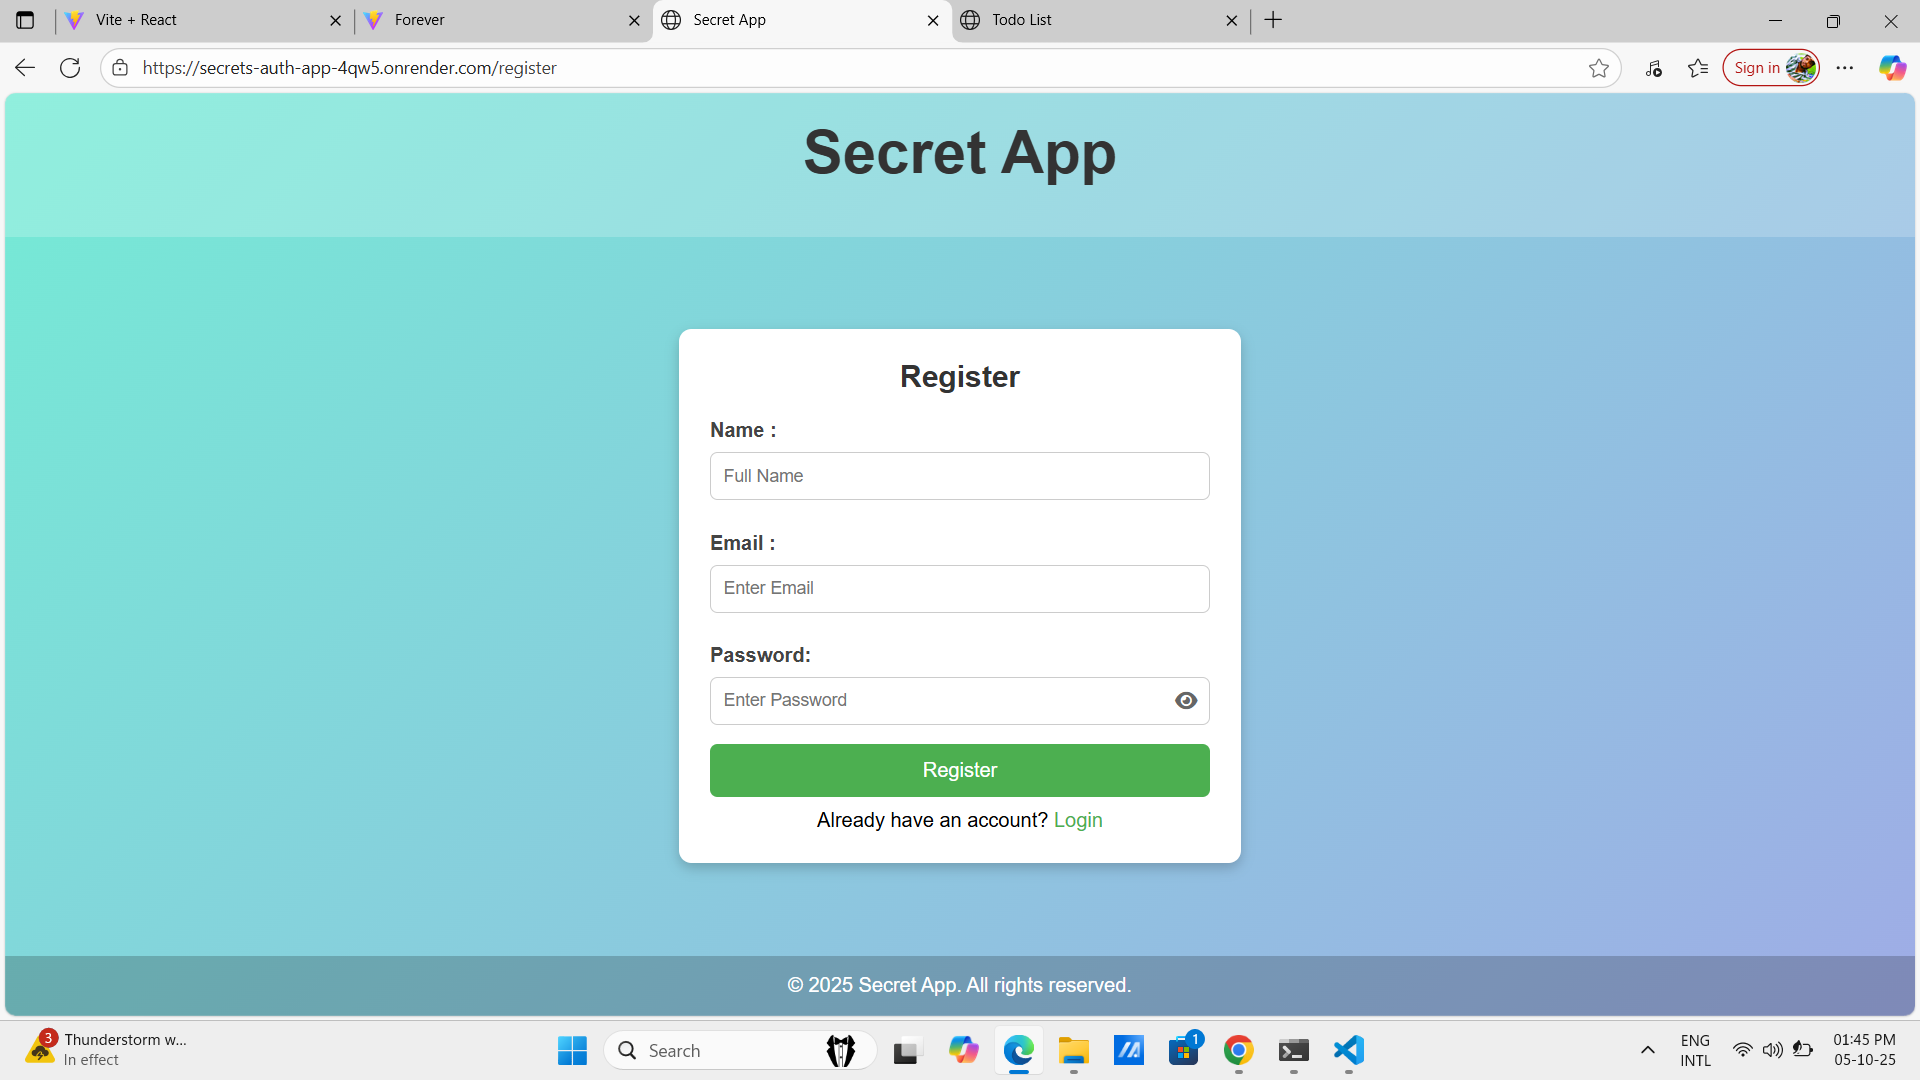 Vite + React
Forever
Secret App
Todo List
https://secrets-auth-app-4qw5.onrender.com/register
Sign in
Secret App
Register
Name :
Full Name
Email :
Enter Email
Password:
Enter Password
Register
Already have an account? Login
© 2025 Secret App. All rights reserved.
3
Thunderstorm w...
In effect
Search
1
ENG
INTL
01:45 PM
05-10-25